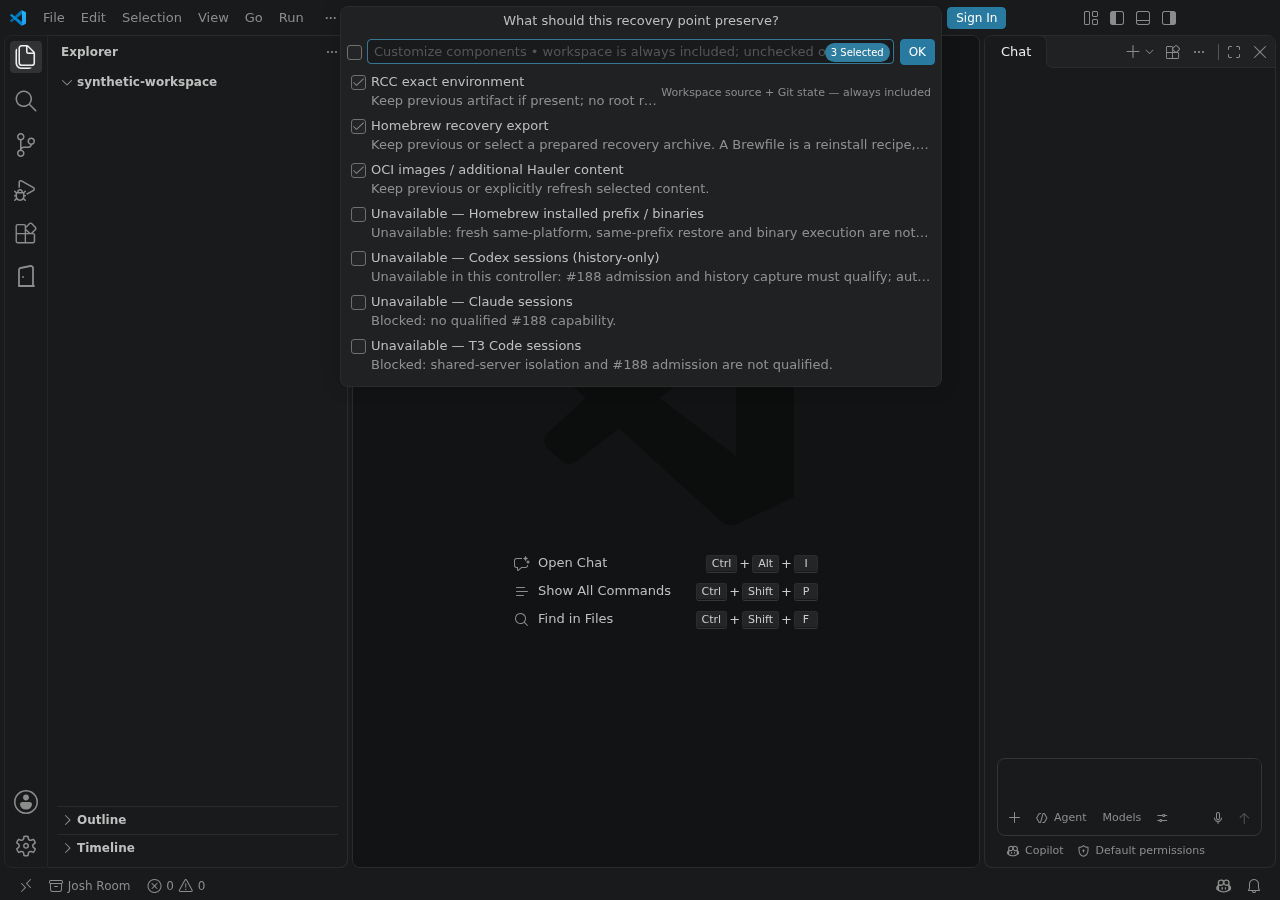 File Edit Selection View Go Run ···
What should this recovery point preserve?
Sign In
Explorer
Customize components • workspace is always included; unchecked o
3 Selected
OK
Chat
synthetic-workspace
RCC exact environment
Keep previous artifact if present; no root r…
Workspace source + Git state — always included
Homebrew recovery export
Keep previous or select a prepared recovery archive. A Brewfile is a reinstall recipe,…
OCI images / additional Hauler content
Keep previous or explicitly refresh selected content.
Unavailable — Homebrew installed prefix / binaries
Unavailable: fresh same-platform, same-prefix restore and binary execution are not…
Unavailable — Codex sessions (history-only)
Unavailable in this controller: #188 admission and history capture must qualify; aut…
Unavailable — Claude sessions
Blocked: no qualified #188 capability.
Unavailable — T3 Code sessions
Blocked: shared-server isolation and #188 admission are not qualified.
Open Chat Ctrl + Alt + I
Show All Commands Ctrl + Shift + P
Find in Files Ctrl + Shift + F
Outline
Timeline
Agent Models
Copilot Default permissions
Josh Room 0 0